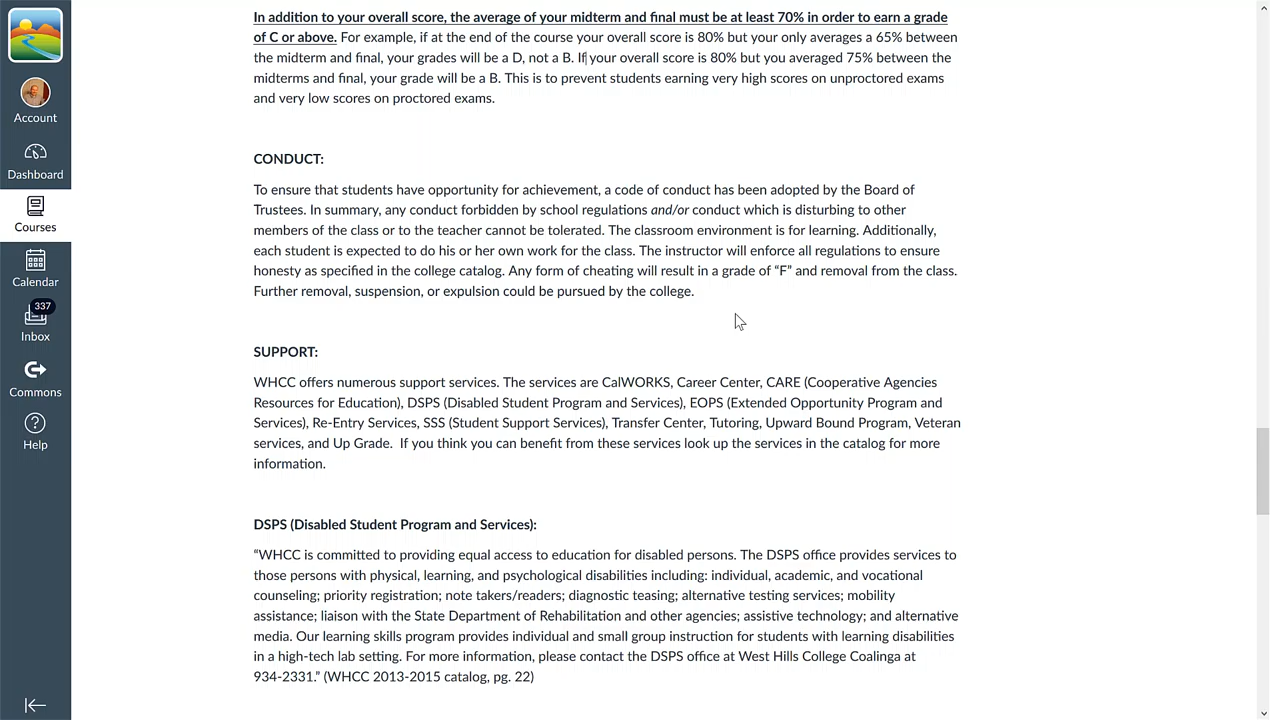 In addition to your overall score, the average of your midterm and final must be at least 70% in order to earn a grade
of C or above. For example, if at the end of the course your overall score is 80% but your only averages a 65% between
the midterm and final, your grades will be a D, not a B. If your overall score is 80% but you averaged 75% between the
midterms and final, your grade will be a B. This is to prevent students earning very high scores on unproctored exams
and very low scores on proctored exams.
CONDUCT:
To ensure that students have opportunity for achievement, a code of conduct has been adopted by the Board of
Trustees. In summary, any conduct forbidden by school regulations and/or conduct which is disturbing to other
members of the class or to the teacher cannot be tolerated. The classroom environment is for learning. Additionally,
each student is expected to do his or her own work for the class. The instructor will enforce all regulations to ensure
honesty as specified in the college catalog. Any form of cheating will result in a grade of “F” and removal from the class.
Further removal, suspension, or expulsion could be pursued by the college.
SUPPORT:
WHCC offers numerous support services. The services are CalWORKS, Career Center, CARE (Cooperative Agencies
Resources for Education), DSPS (Disabled Student Program and Services), EOPS (Extended Opportunity Program and
Services), Re-Entry Services, SSS (Student Support Services), Transfer Center, Tutoring, Upward Bound Program, Veteran
services, and Up Grade.  If you think you can benefit from these services look up the services in the catalog for more
information.
DSPS (Disabled Student Program and Services):
“WHCC is committed to providing equal access to education for disabled persons. The DSPS office provides services to
those persons with physical, learning, and psychological disabilities including: individual, academic, and vocational
counseling; priority registration; note takers/readers; diagnostic teasing; alternative testing services; mobility
assistance; liaison with the State Department of Rehabilitation and other agencies; assistive technology; and alternative
media. Our learning skills program provides individual and small group instruction for students with learning disabilities
in a high-tech lab setting. For more information, please contact the DSPS office at West Hills College Coalinga at
934-2331.” (WHCC 2013-2015 catalog, pg. 22)
Account
Dashboard
Courses
Calendar
337
Inbox
Commons
Help